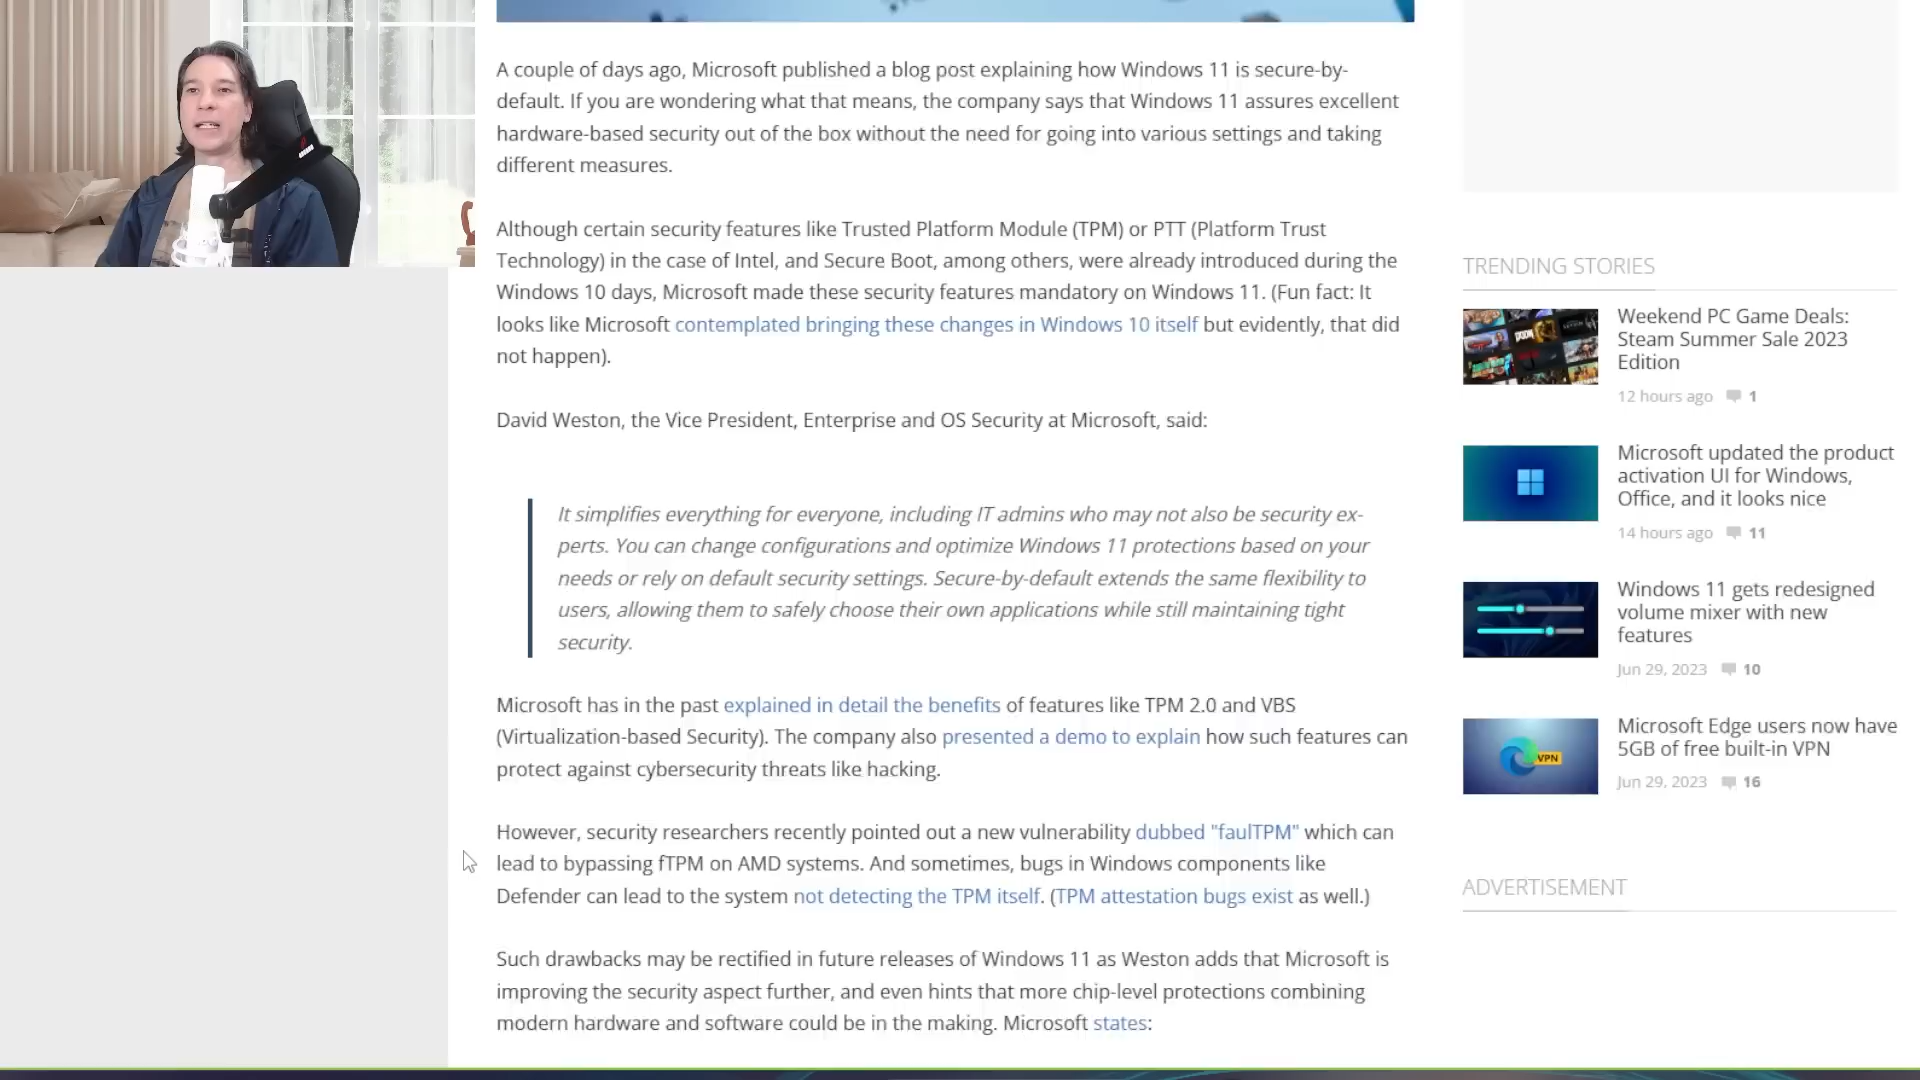 A couple of days ago, Microsoft published a blog post explaining how Windows 11 is secure-by-
default. If you are wondering what that means, the company says that Windows 11 assures excellent
hardware-based security out of the box without the need for going into various settings and taking
different measures.
Although certain security features like Trusted Platform Module (TPM) or PTT (Platform Trust
Technology) in the case of Intel, and Secure Boot, among others, were already introduced during the
Windows 10 days, Microsoft made these security features mandatory on Windows 11. (Fun fact: It
looks like Microsoft contemplated bringing these changes in Windows 10 itself but evidently, that did
not happen).
David Weston, the Vice President, Enterprise and OS Security at Microsoft, said:
It simplifies everything for everyone, including IT admins who may not also be security ex-
perts. You can change configurations and optimize Windows 11 protections based on your
needs or rely on default security settings. Secure-by-default extends the same flexibility to
users, allowing them to safely choose their own applications while still maintaining tight
security.
Microsoft has in the past explained in detail the benefits of features like TPM 2.0 and VBS
(Virtualization-based Security). The company also presented a demo to explain how such features can
protect against cybersecurity threats like hacking.
However, security researchers recently pointed out a new vulnerability dubbed "faulTPM" which can
lead to bypassing fTPM on AMD systems. And sometimes, bugs in Windows components like
Defender can lead to the system not detecting the TPM itself. (TPM attestation bugs exist as well.)
Such drawbacks may be rectified in future releases of Windows 11 as Weston adds that Microsoft is
improving the security aspect further, and even hints that more chip-level protections combining
modern hardware and software could be in the making. Microsoft states:
TRENDING STORIES
Weekend PC Game Deals:
Steam Summer Sale 2023
Edition
12 hours ago 1
Microsoft updated the product
activation UI for Windows,
Office, and it looks nice
14 hours ago 11
Windows 11 gets redesigned
volume mixer with new
features
Jun 29, 2023 10
Microsoft Edge users now have
5GB of free built-in VPN
Jun 29, 2023 16
VPN
ADVERTISEMENT